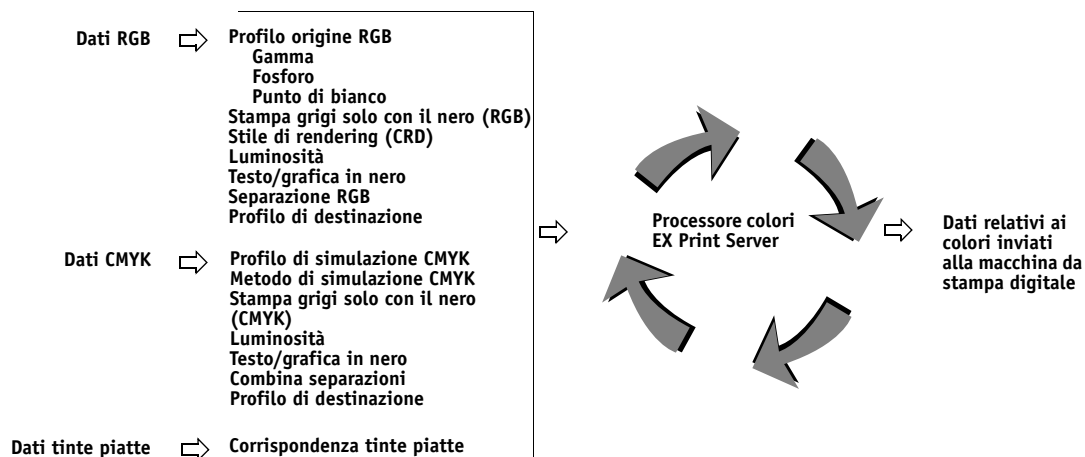 Dati RGB
Profilo origine RGB
Gamma
Fosforo
Punto di bianco
Stampa grigi solo con il nero (RGB)
Stile di rendering (CRD)
Luminosità
Testo/grafica in nero
Separazione RGB
Profilo di destinazione
Dati CMYK
Profilo di simulazione CMYK
Metodo di simulazione CMYK
Stampa grigi solo con il nero
(CMYK)
Luminosità
Testo/grafica in nero
Combina separazioni
Profilo di destinazione
Dati tinte piatte
Corrispondenza tinte piatte
Processore colori
EX Print Server
Dati relativi ai
colori inviati
alla macchina da
stampa digitale